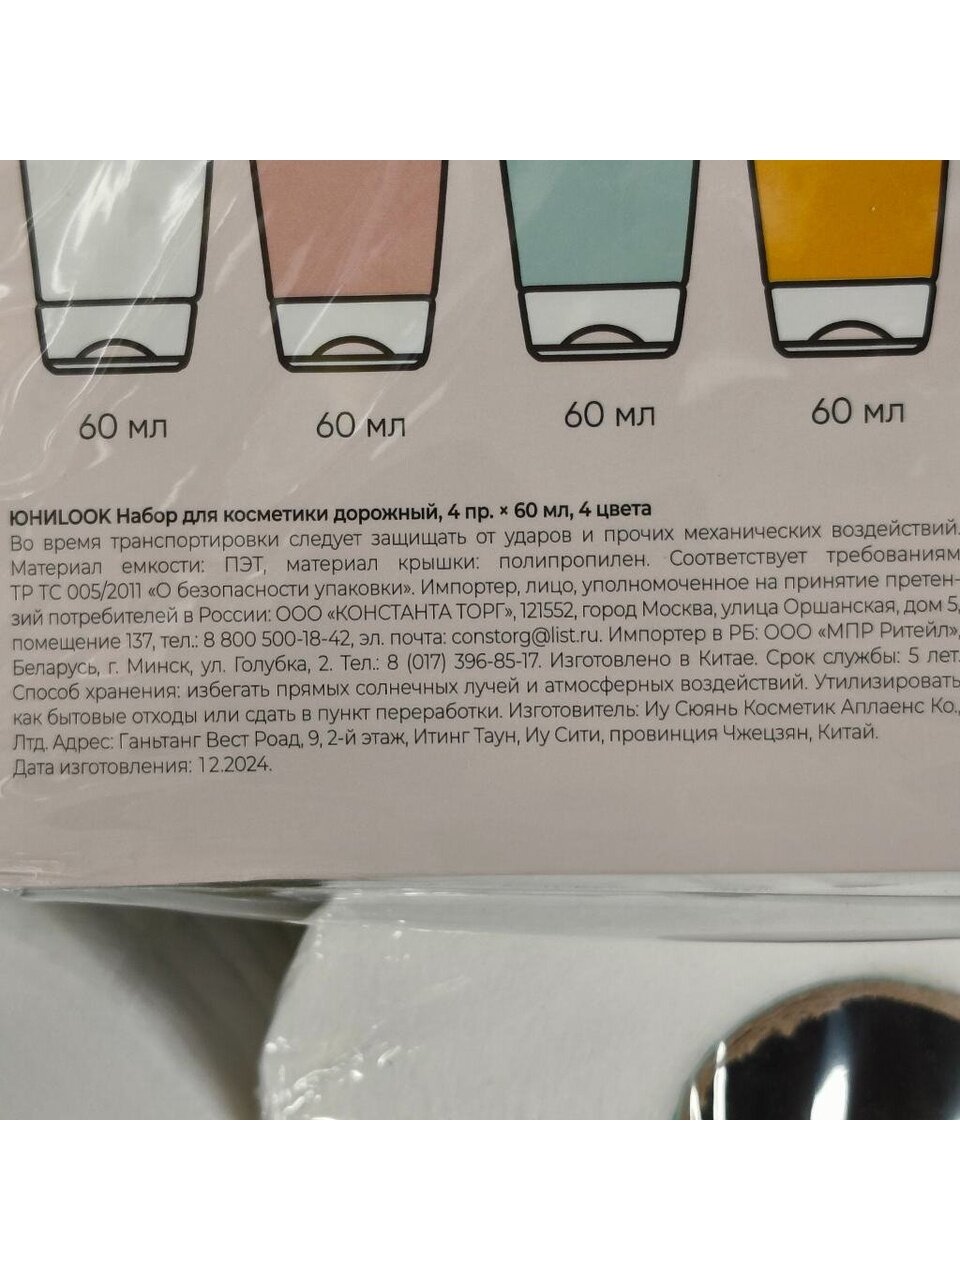 60 мл 60 мл 60 мл 60 мл
ЮНИLOOK Набор для косметики дорожный, 4 пр. × 60 мл, 4 цвета
Во время транспортировки следует защищать от ударов и прочих механических воздействий.
Материал емкости: ПЭТ, материал крышки: полипропилен. Соответствует требованиям
ТР ТС 005/2011 «О безопасности упаковки». Импортер, лицо, уполномоченное на принятие претен-
зий потребителей в России: ООО «КОНСТАНТА ТОРГ», 121552, город Москва, улица Оршанская, дом 5,
помещение 137, тел.: 8 800 500-18-42, эл. почта: constorg@list.ru. Импортер в РБ: ООО «МПР Ритейл»,
Беларусь, г. Минск, ул. Голубка, 2. Тел.: 8 (017) 396-85-17. Изготовлено в Китае. Срок службы: 5 лет.
Способ хранения: избегать прямых солнечных лучей и атмосферных воздействий. Утилизировать
как бытовые отходы или сдать в пункт переработки. Изготовитель: Иу Сюянь Косметик Аплаенс Ко.,
Лтд. Адрес: Ганьтанг Вест Роад, 9, 2-й этаж, Итинг Таун, Иу Сити, провинция Чжецзян, Китай.
Дата изготовления: 12.2024.